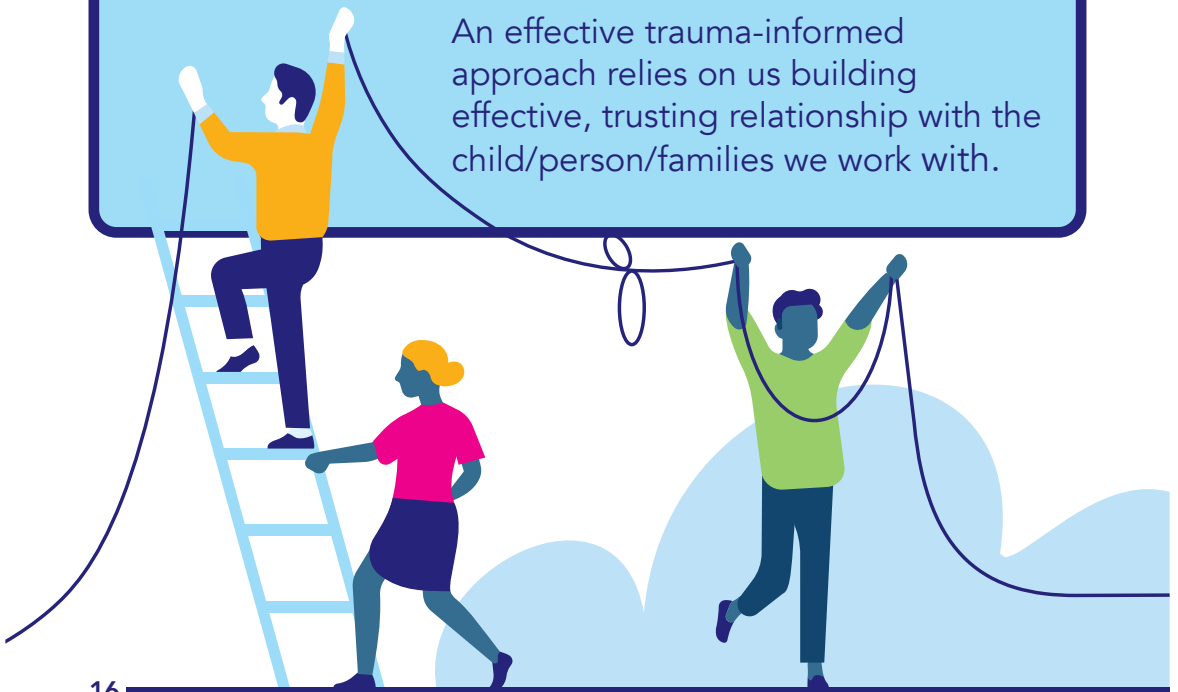 An effective trauma-informed
approach relies on us building
effective, trusting relationship with the
child/person/families we work with.
16